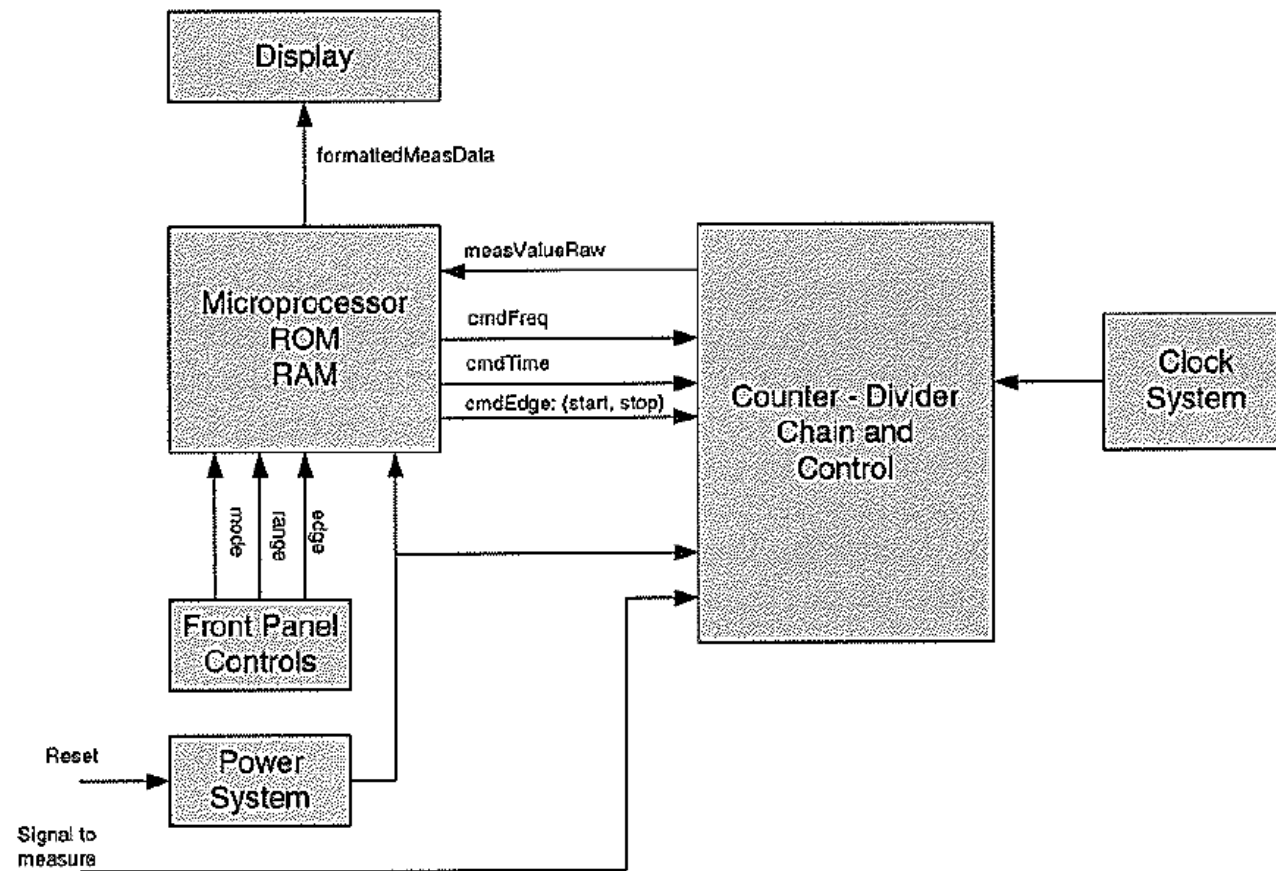 Display
formattedMeasData
measValueRaw
Microprocessor
ROM
RAM
cmdFreq
cmdTime
cmdEdge: {start, stop}
Counter - Divider
Chain and
Control
Clock
System
mode
range
edge
Front Panel
Controls
Reset
Power
System
Signal to
measure